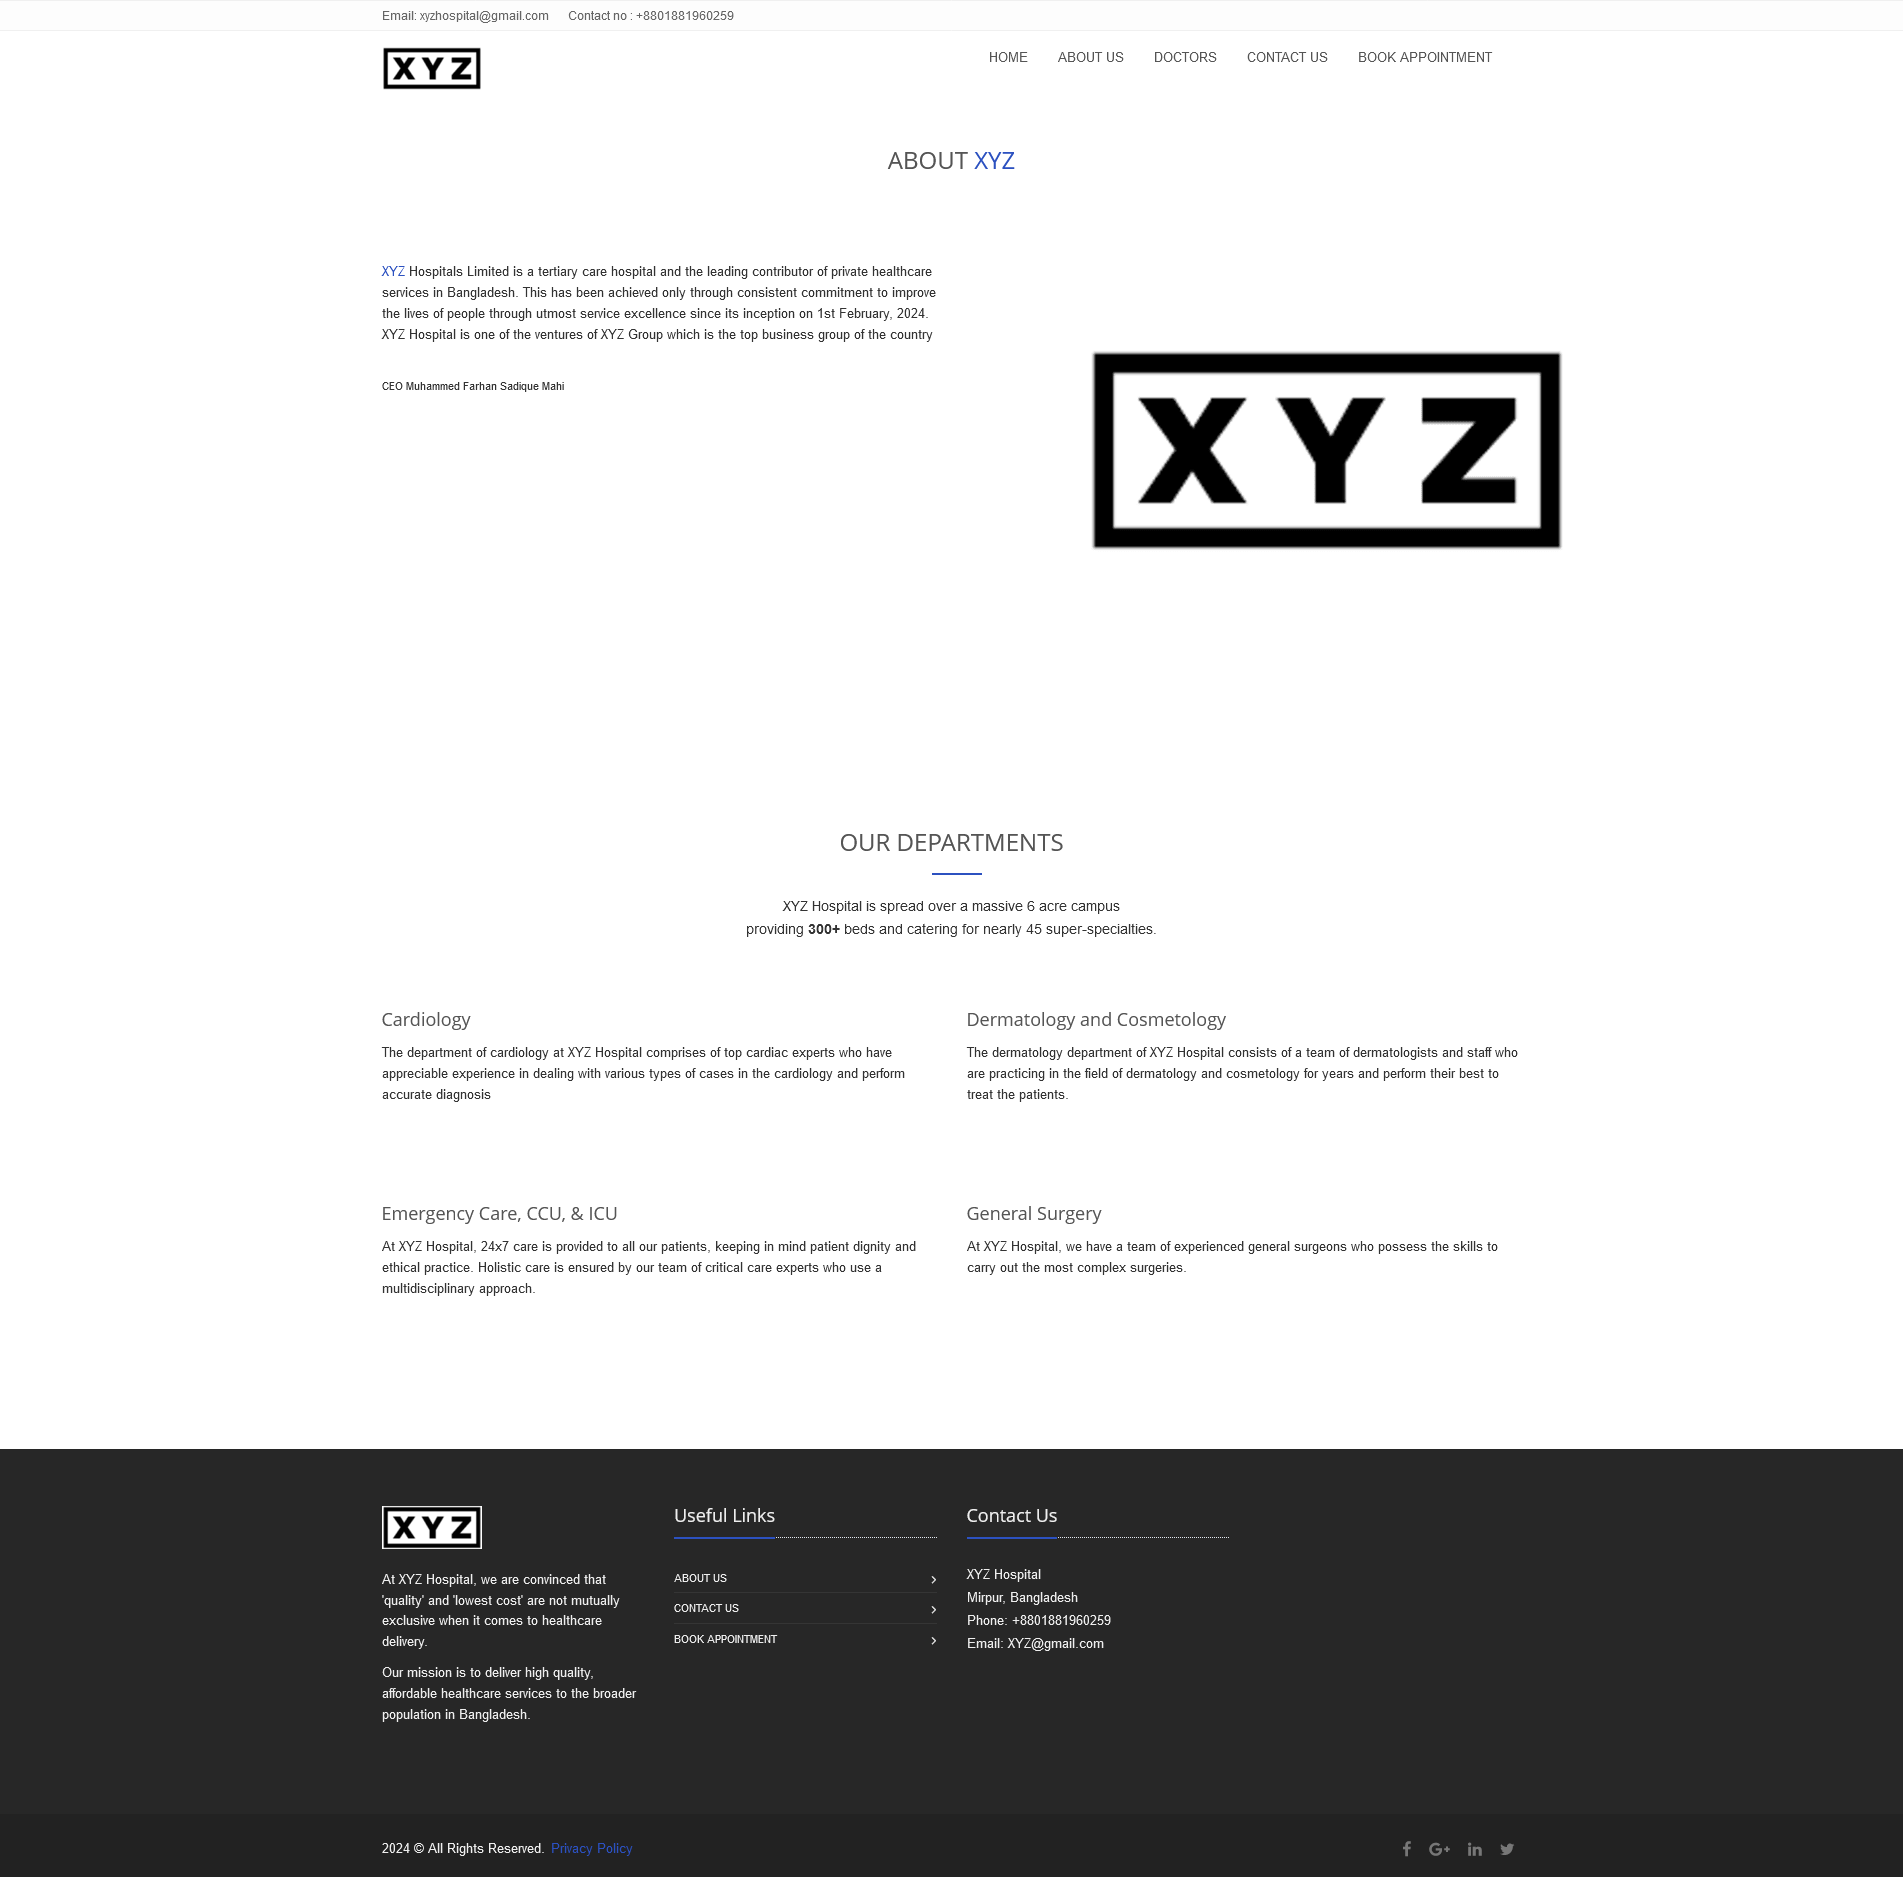 Email: xyzhospital@gmail.com Contact no : +8801881960259
XYZ
HOME ABOUT US DOCTORS CONTACT US BOOK APPOINTMENT
ABOUT XYZ
XYZ Hospitals Limited is a tertiary care hospital and the leading contributor of private healthcare
services in Bangladesh. This has been achieved only through consistent commitment to improve
the lives of people through utmost service excellence since its inception on 1st February, 2024.
XYZ Hospital is one of the ventures of XYZ Group which is the top business group of the country
CEO Muhammed Farhan Sadique Mahi
XYZ
OUR DEPARTMENTS
XYZ Hospital is spread over a massive 6 acre campus
providing 300+ beds and catering for nearly 45 super-specialties.
Cardiology
The department of cardiology at XYZ Hospital comprises of top cardiac experts who have
appreciable experience in dealing with various types of cases in the cardiology and perform
accurate diagnosis
Dermatology and Cosmetology
The dermatology department of XYZ Hospital consists of a team of dermatologists and staff who
are practicing in the field of dermatology and cosmetology for years and perform their best to
treat the patients.
Emergency Care, CCU, & ICU
At XYZ Hospital, 24x7 care is provided to all our patients, keeping in mind patient dignity and
ethical practice. Holistic care is ensured by our team of critical care experts who use a
multidisciplinary approach.
General Surgery
At XYZ Hospital, we have a team of experienced general surgeons who possess the skills to
carry out the most complex surgeries.
XYZ
At XYZ Hospital, we are convinced that
'quality' and 'lowest cost' are not mutually
exclusive when it comes to healthcare
delivery.
Our mission is to deliver high quality,
affordable healthcare services to the broader
population in Bangladesh.
Useful Links
ABOUT US
CONTACT US
BOOK APPOINTMENT
Contact Us
XYZ Hospital
Mirpur, Bangladesh
Phone: +8801881960259
Email: XYZ@gmail.com
2024 © All Rights Reserved. Privacy Policy